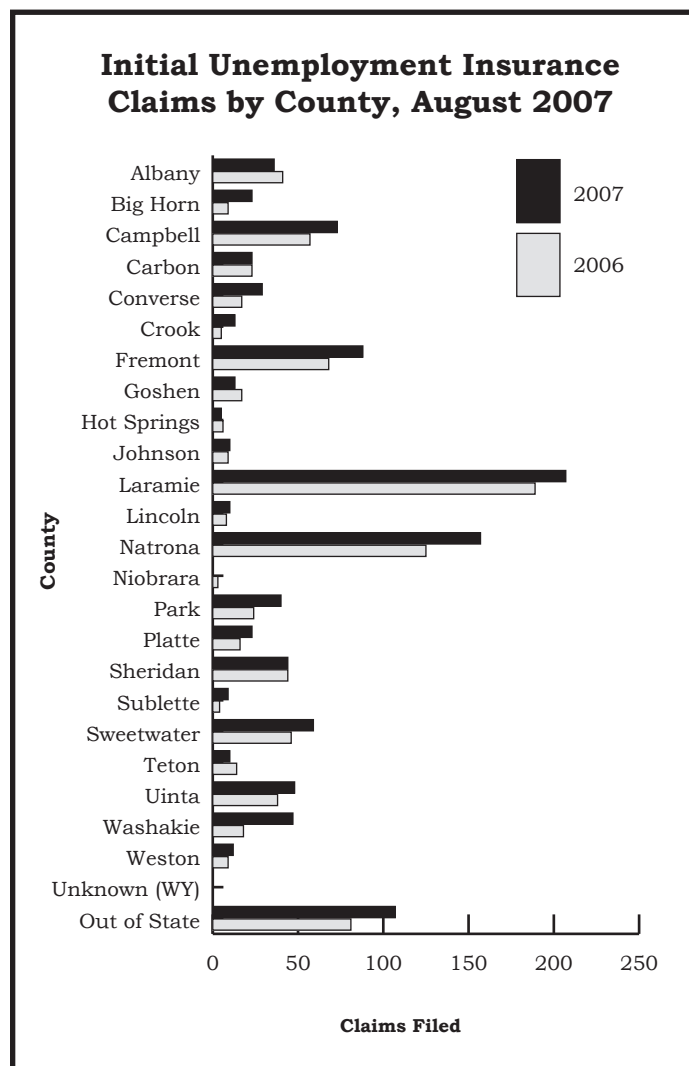 Initial Unemployment Insurance
Claims by County, August 2007
Albany
Big Horn
Campbell
Carbon
Converse
Crook
Fremont
Goshen
Hot Springs
Johnson
Laramie
Lincoln
Natrona
Niobrara
Park
Platte
Sheridan
Sublette
Sweetwater
Teton
Uinta
Washakie
Weston
Unknown (WY)
Out of State
County
2007
2006
0 50 100 150 200 250
Claims Filed